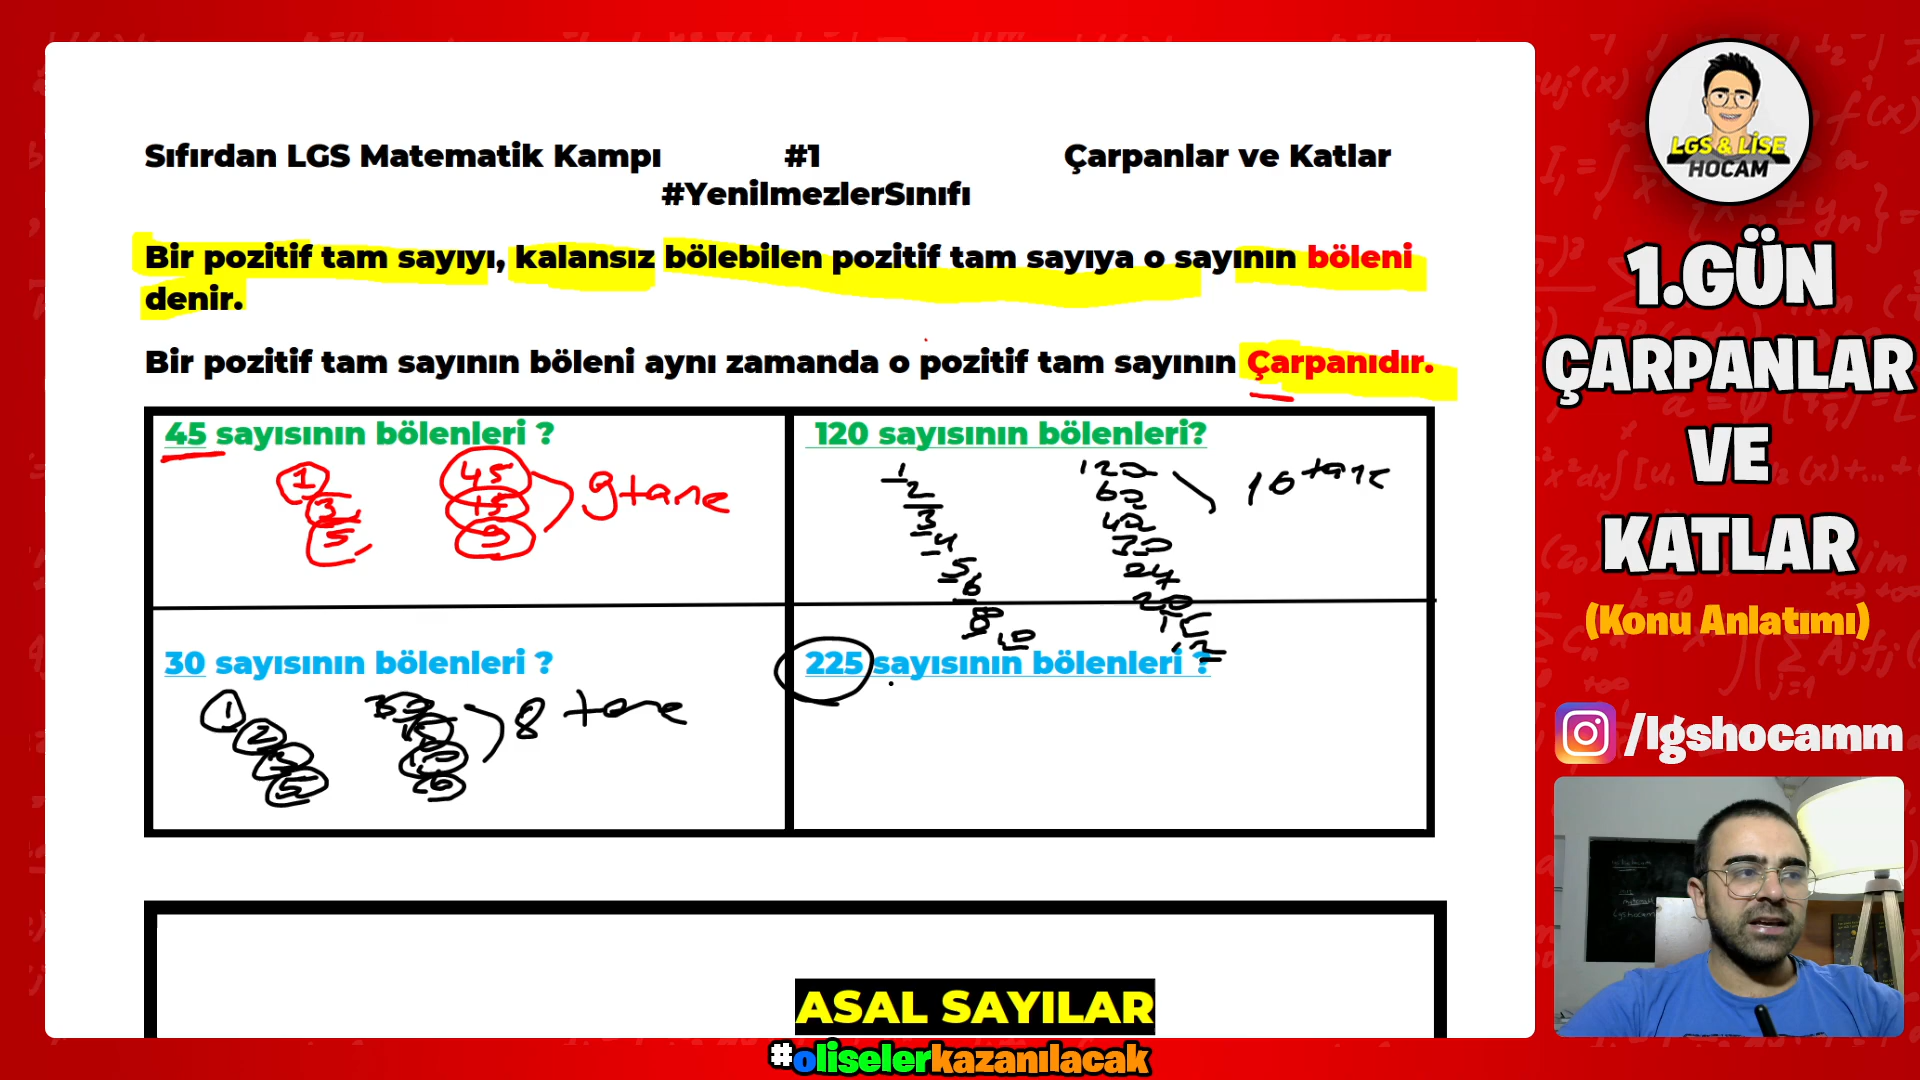 Sıfırdan LGS Matematik Kampı #1 Çarpanlar ve Katlar
#YenilmezlerSınıfı
Bir pozitif tam sayıyı, kalansız bölebilen pozitif tam sayıya o sayının böleni
denir.
Bir pozitif tam sayının böleni aynı zamanda o pozitif tam sayının Çarpanıdır.
45 sayısının bölenleri ?
1 45
3 15
5 9
9 tane
120 sayısının bölenleri?
1 120
2 60
3 40
4 30
5 24
6 20
8 15
10 12
16 tane
30 sayısının bölenleri ?
1 30
2 15
3 10
5 6
8 tane
225 sayısının bölenleri ?
ASAL SAYILAR
#oliselerkazanılacak
LGS & LİSE
HOCAM
1.GÜN
ÇARPANLAR
VE
KATLAR
(Konu Anlatımı)
/lgshocamm